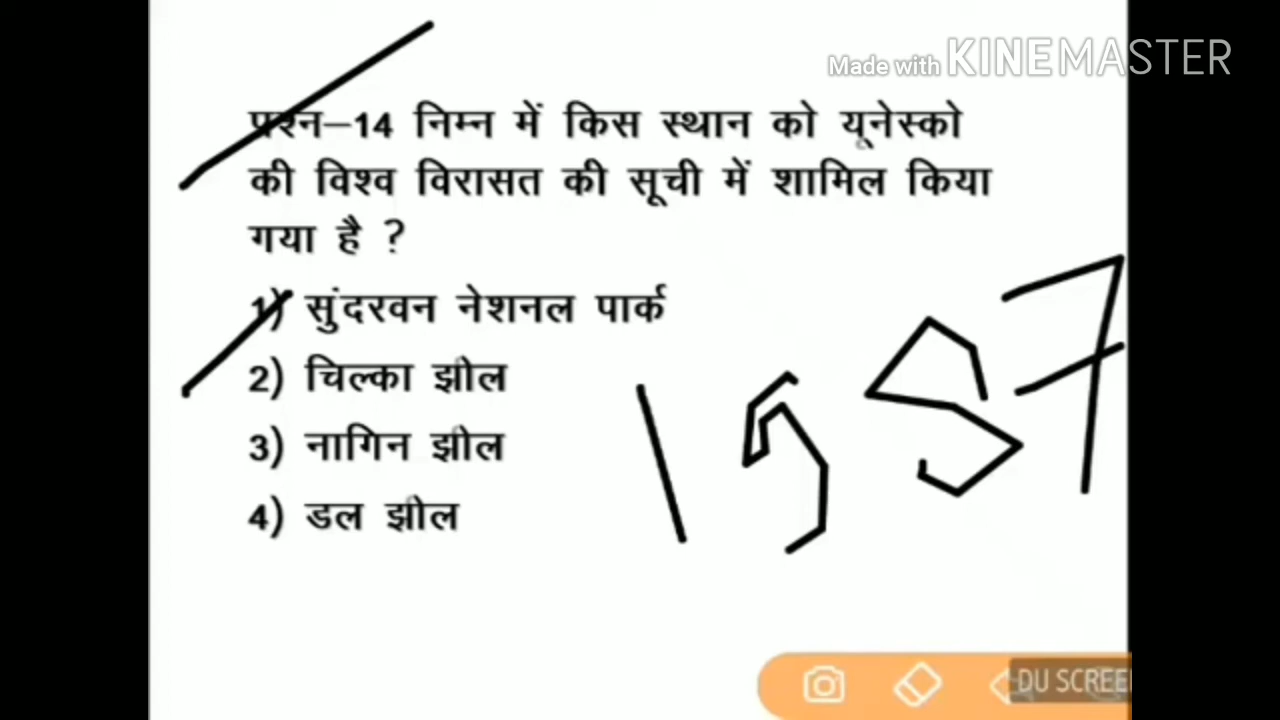 Made with KINEMASTER
प्रश्न–14 निम्न में किस स्थान को यूनेस्को
की विश्व विरासत की सूची में शामिल किया
गया है ?
1) सुंदरवन नेशनल पार्क
2) चिल्का झील
3) नागिन झील
4) डल झील
1987
DU SCREE